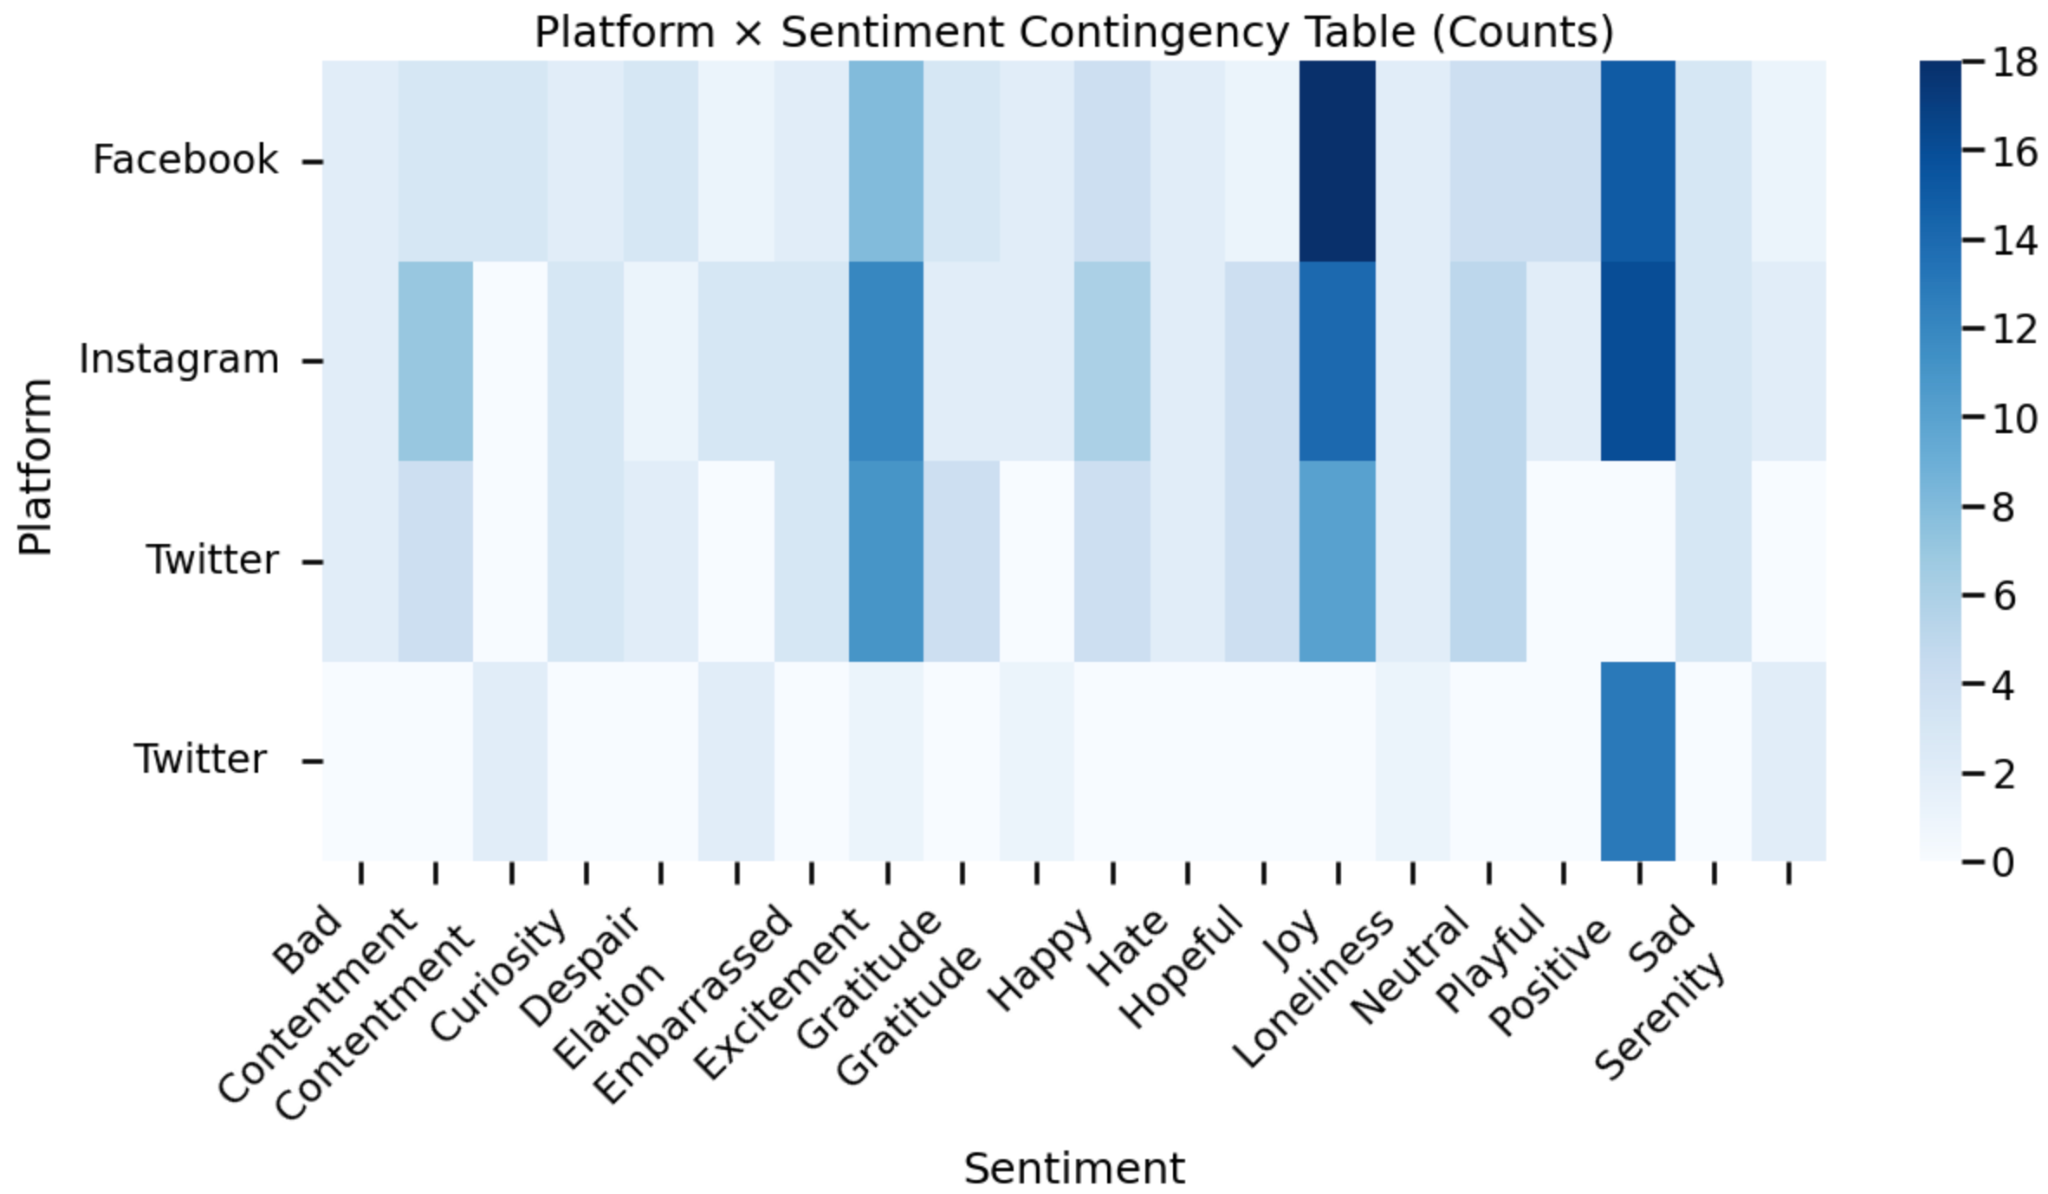 Platform × Sentiment Contingency Table (Counts)
Platform
Facebook
Instagram
Twitter
Twitter
Bad
Contentment
Contentment
Curiosity
Despair
Elation
Embarrassed
Excitement
Gratitude
Gratitude
Happy
Hate
Hopeful
Joy
Loneliness
Neutral
Playful
Positive
Sad
Serenity
Sentiment
18
16
14
12
10
8
6
4
2
0